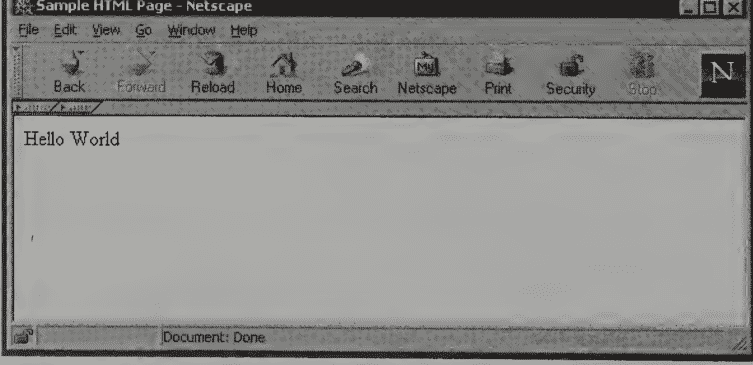 Sample HTML Page - Netscape
File Edit View Go Window Help
My
N
Back Forward Reload Home Search Netscape Print Security Stop
Hello World
Document: Done